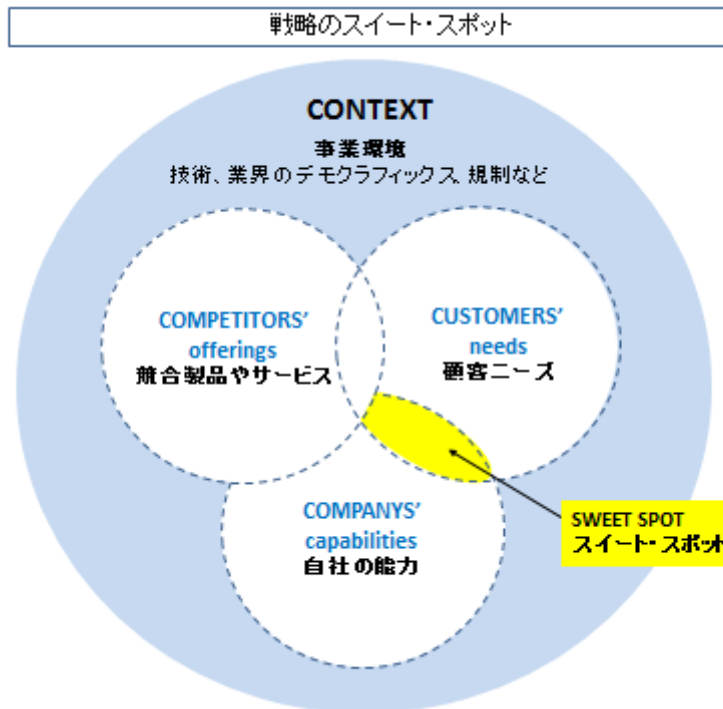 戦略のスイート・スポット
CONTEXT
事業環境
技術、業界のデモクラフィックス、規制など
COMPETITORS'
offerings
競合製品やサービス
CUSTOMERS'
needs
顧客ニーズ
COMPANYS'
capabilities
自社の能力
SWEET SPOT
スイート・スポット